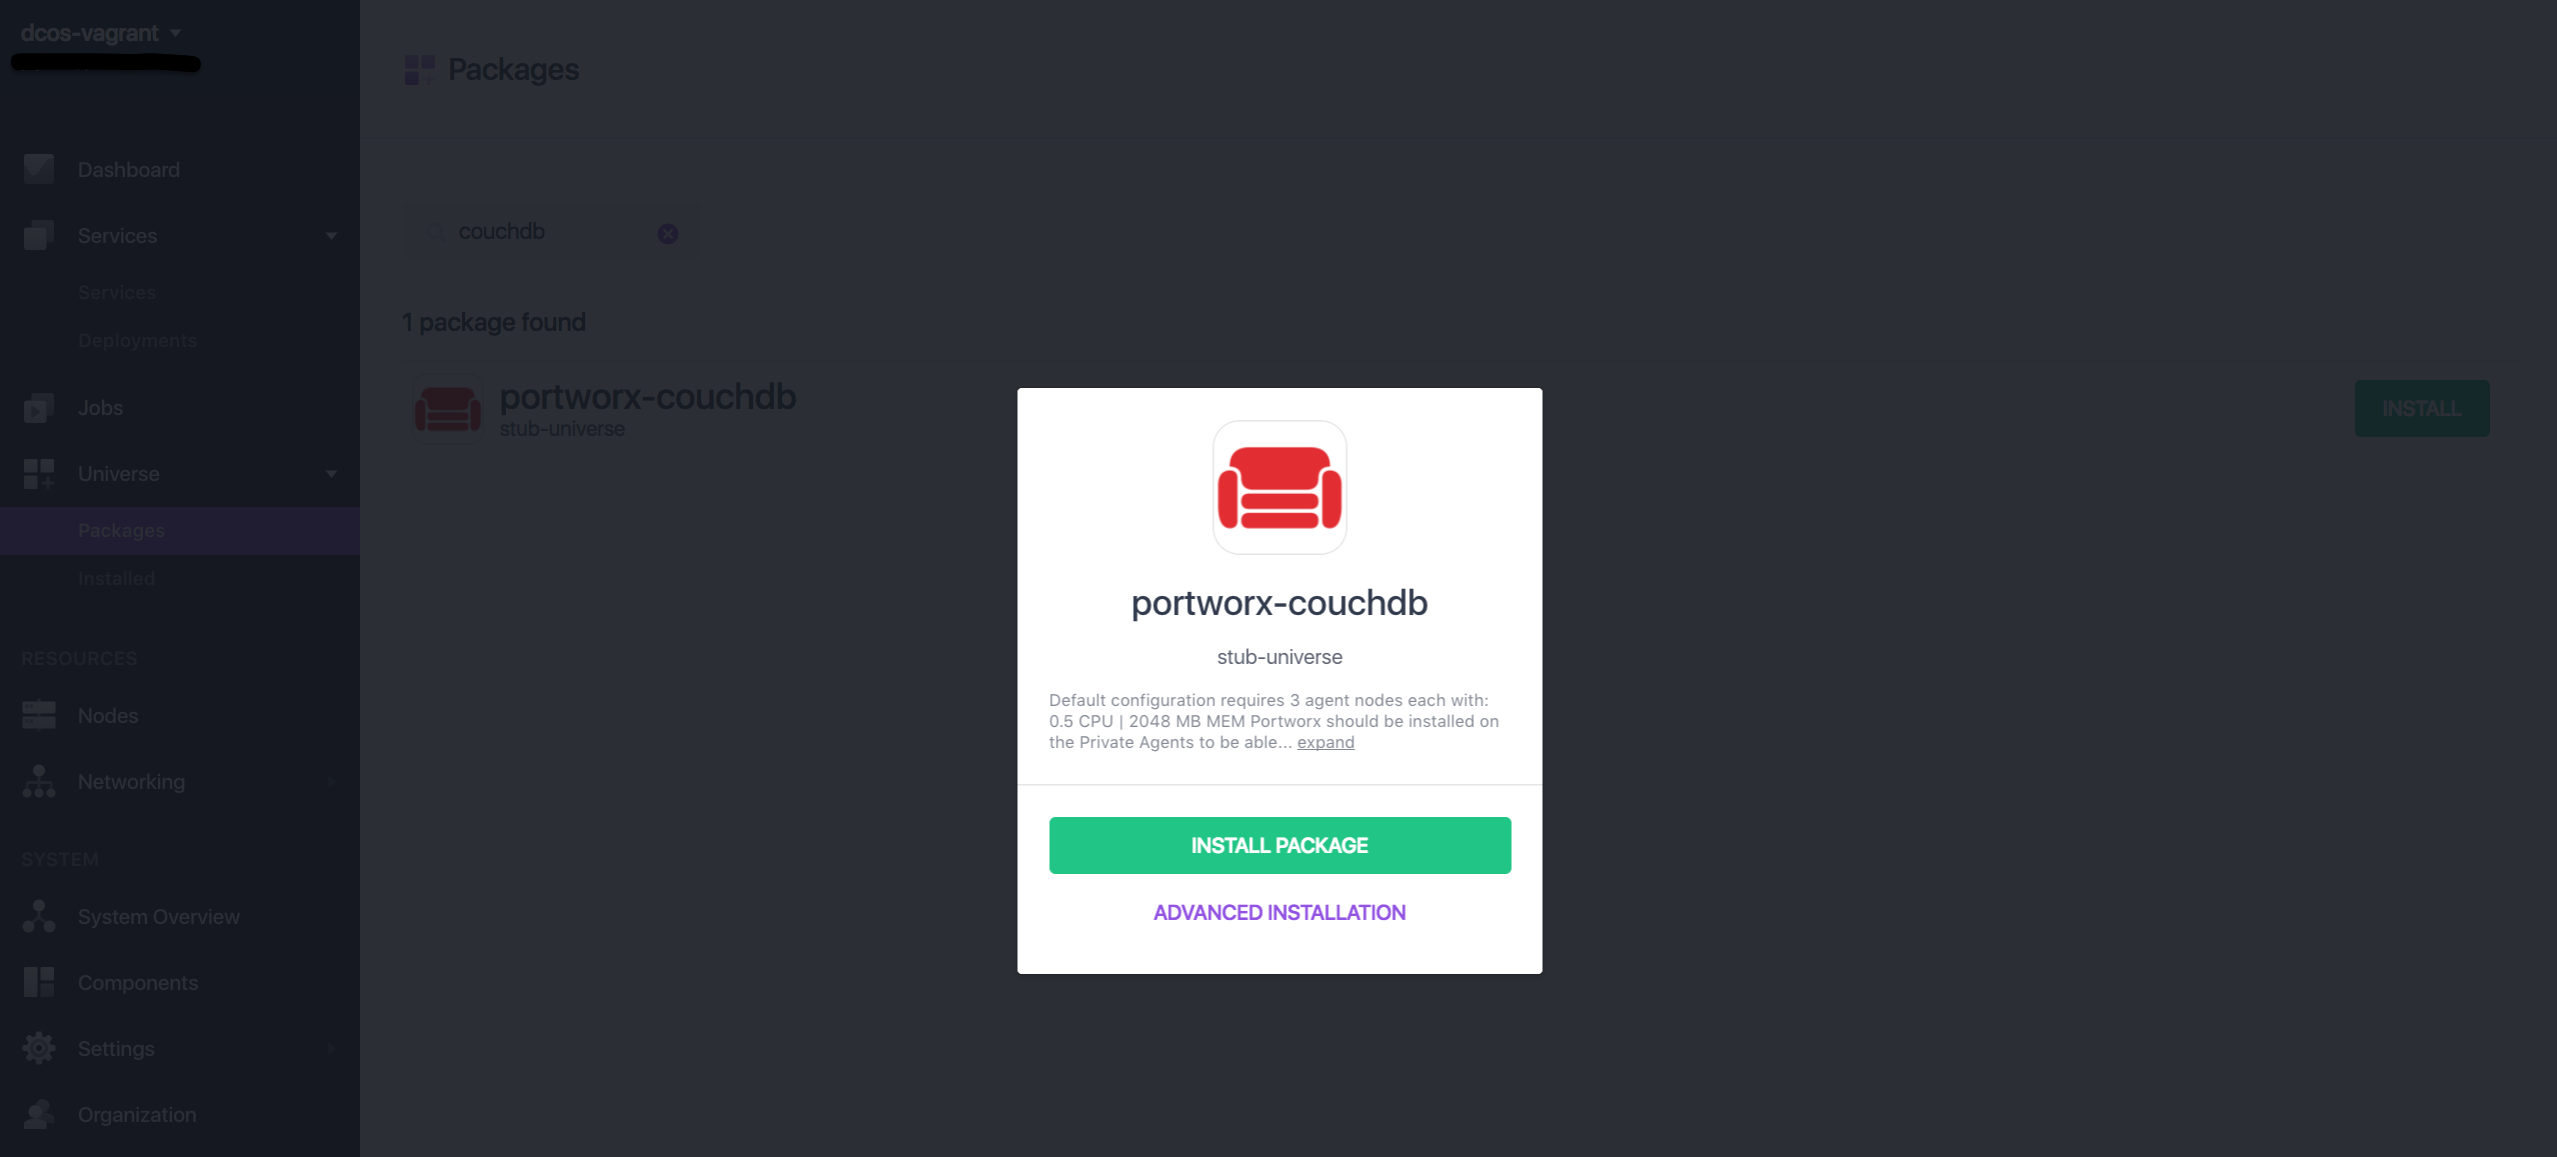 dcos-vagrant
Dashboard
Services
Services
Deployments
Jobs
Universe
Packages
Installed
RESOURCES
Nodes
Networking
SYSTEM
System Overview
Components
Settings
Organization
Packages
couchdb
1 package found
portworx-couchdb
stub-universe
INSTALL
portworx-couchdb
stub-universe
Default configuration requires 3 agent nodes each with:
0.5 CPU | 2048 MB MEM Portworx should be installed on
the Private Agents to be able... expand
INSTALL PACKAGE
ADVANCED INSTALLATION